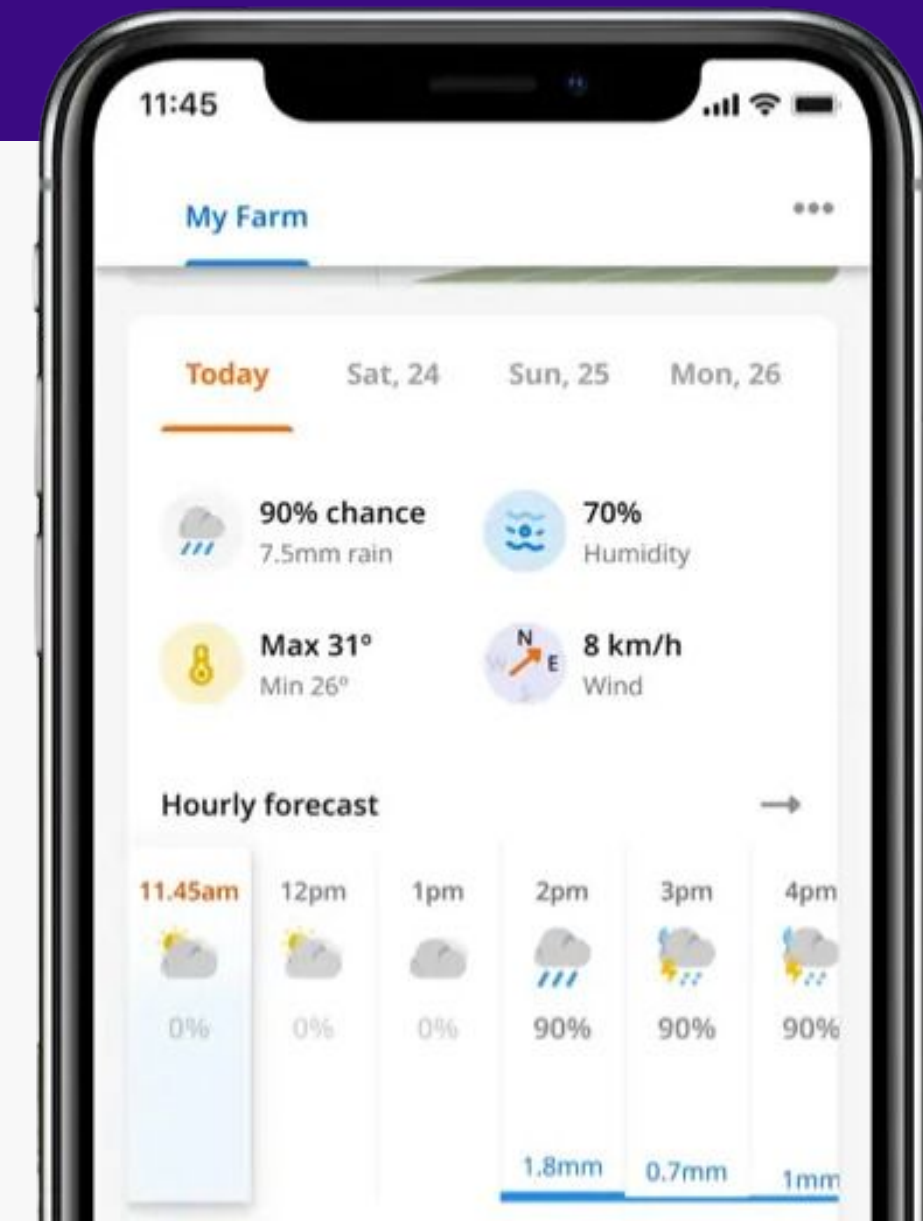 11:45
My Farm
Today Sat, 24 Sun, 25 Mon, 26
90% chance 70%
7.5mm rain Humidity
N
W E
S
Max 31º 8 km/h
Min 26º Wind
Hourly forecast
11.45am 12pm 1pm 2pm 3pm 4pm
0% 0% 0% 90% 90% 90%
1.8mm 0.7mm 1mm